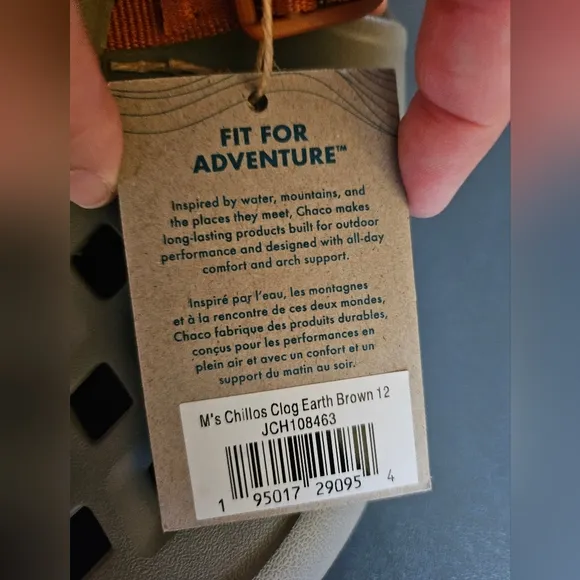 FIT FOR
ADVENTURE™
Inspired by water, mountains, and
the places they meet, Chaco makes
long-lasting products built for outdoor
performance and designed with all-day
comfort and arch support.
Inspiré par l'eau, les montagnes
et à la rencontre de ces deux mondes,
Chaco fabrique des produits durables,
conçus pour les performances en
plein air et avec un confort et un
support du matin au soir.
M's Chillos Clog Earth Brown 12
JCH108463
1 95017 29095 4